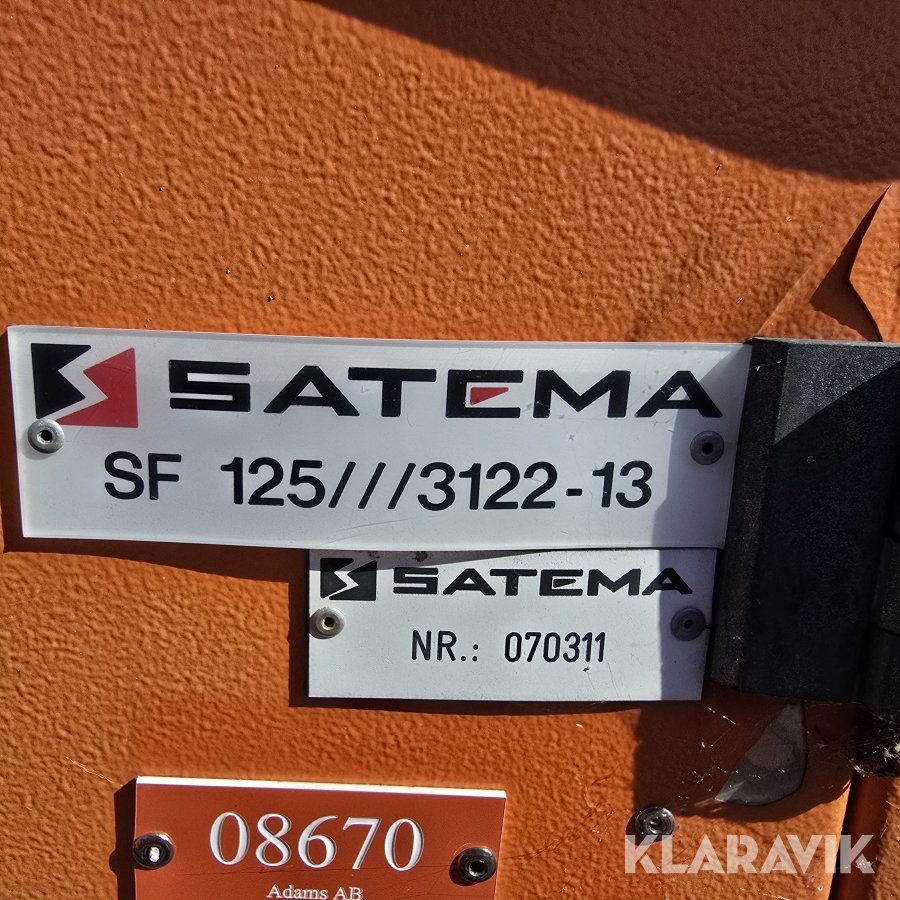 SATEMA
SF 125///3122-13
SATEMA
NR.: 070311
08670
Adams AB
KLARAVIK